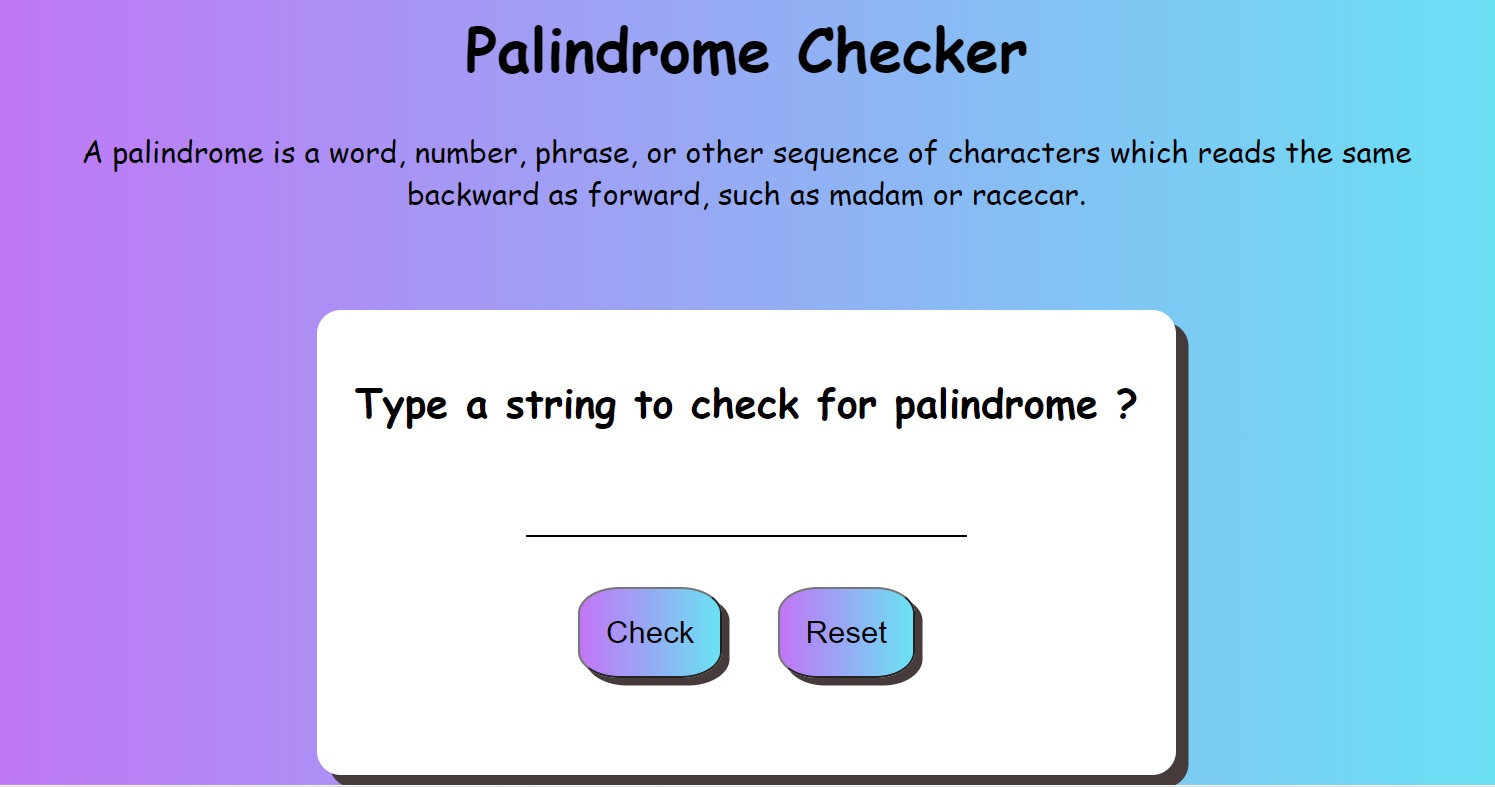 Palindrome Checker
A palindrome is a word, number, phrase, or other sequence of characters which reads the same
backward as forward, such as madam or racecar.
Type a string to check for palindrome ?
Check
Reset